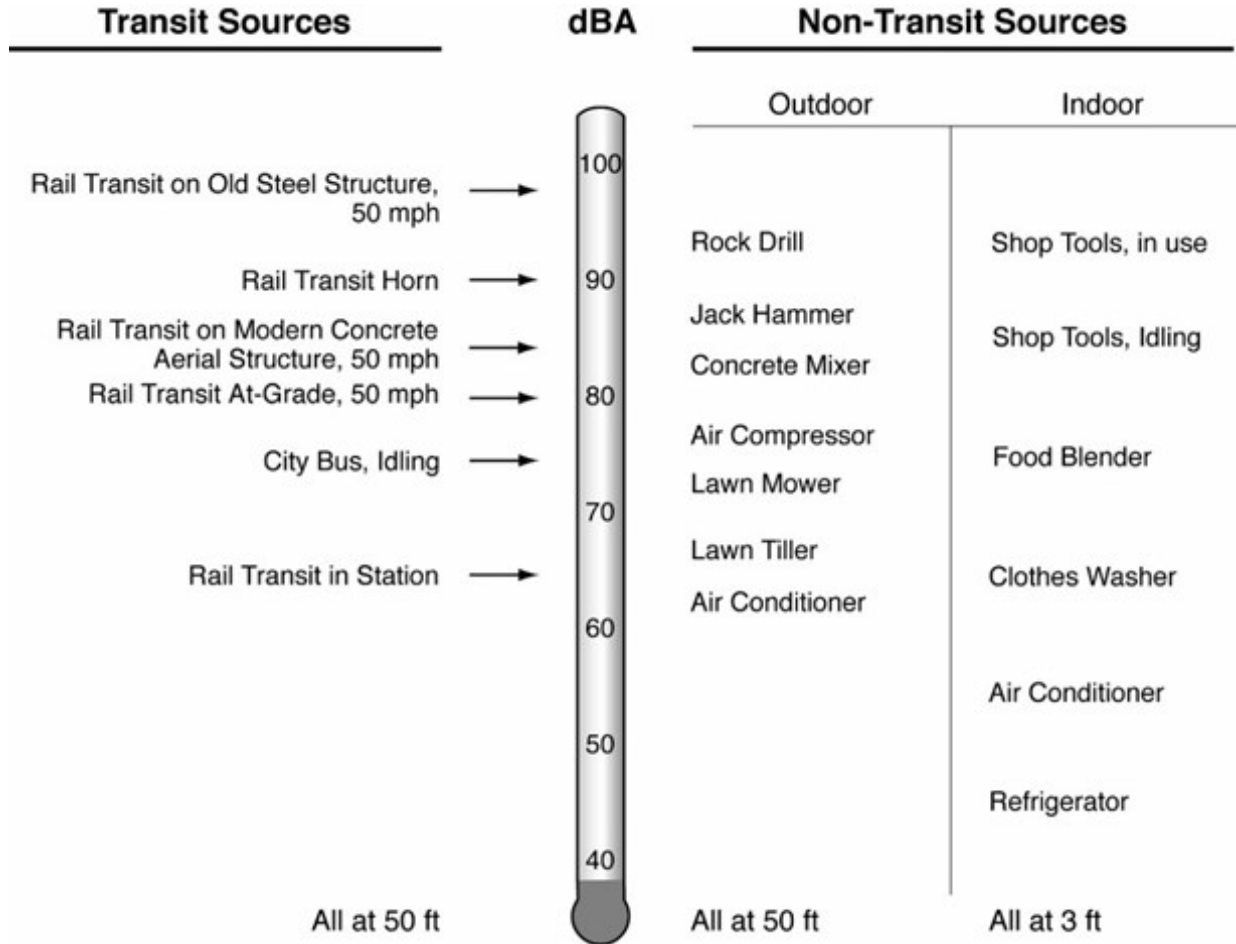 Transit Sources
dBA
Non-Transit Sources
Outdoor
Indoor
100
Rail Transit on Old Steel Structure,
50 mph
Rock Drill
Shop Tools, in use
Rail Transit Horn
90
Jack Hammer
Rail Transit on Modern Concrete
Aerial Structure, 50 mph
Shop Tools, Idling
Concrete Mixer
Rail Transit At-Grade, 50 mph
80
Air Compressor
City Bus, Idling
Food Blender
Lawn Mower
70
Lawn Tiller
Rail Transit in Station
Clothes Washer
Air Conditioner
60
Air Conditioner
50
Refrigerator
40
All at 50 ft
All at 50 ft
All at 3 ft